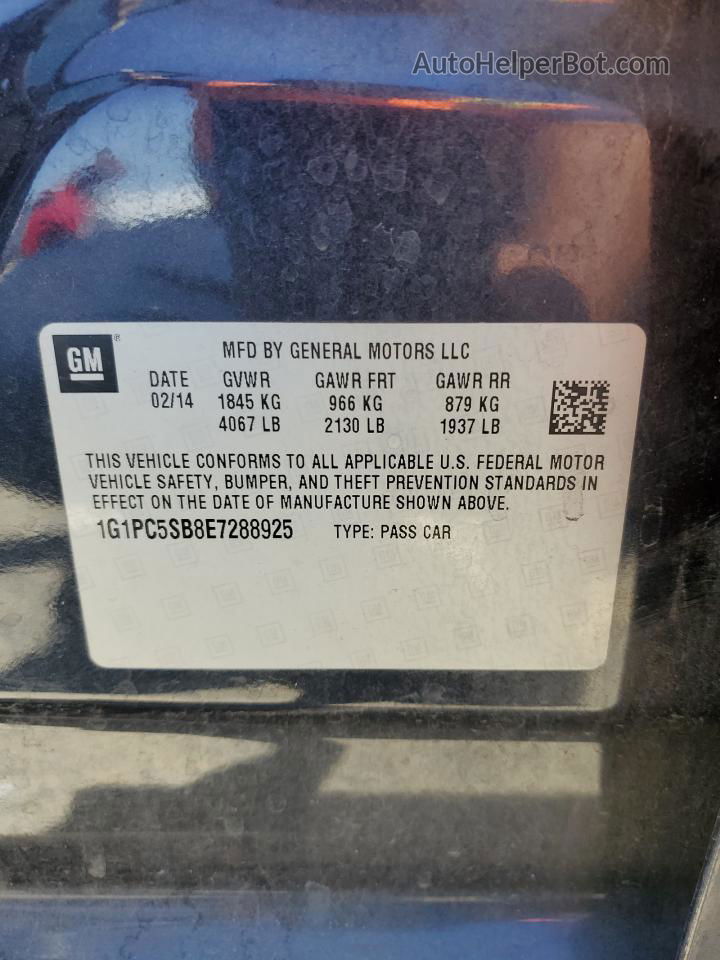 AutoHelperBot.com
GM ®
MFD BY GENERAL MOTORS LLC
DATE GVWR GAWR FRT GAWR RR
02/14 1845 KG 966 KG 879 KG
4067 LB 2130 LB 1937 LB
THIS VEHICLE CONFORMS TO ALL APPLICABLE U.S. FEDERAL MOTOR
VEHICLE SAFETY, BUMPER, AND THEFT PREVENTION STANDARDS IN
EFFECT ON THE DATE OF MANUFACTURE SHOWN ABOVE.
1G1PC5SB8E7288925 TYPE: PASS CAR